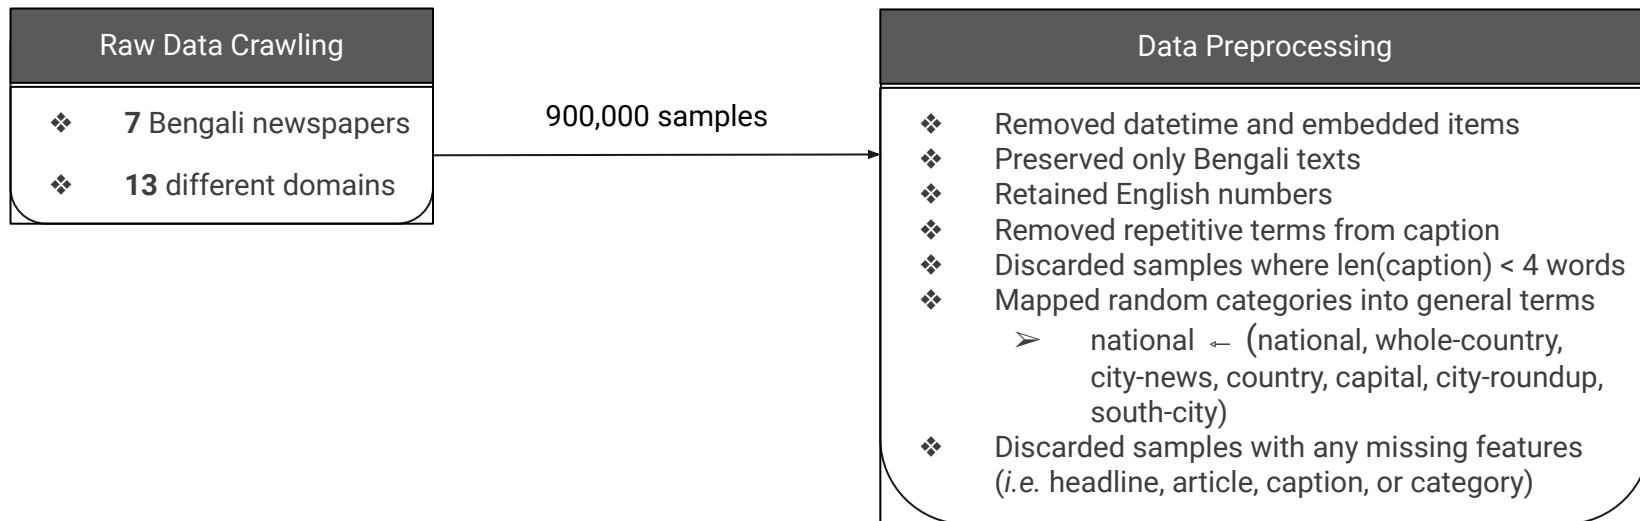 Raw Data Crawling
❖ 7 Bengali newspapers
❖ 13 different domains
900,000 samples
Data Preprocessing
❖ Removed datetime and embedded items
❖ Preserved only Bengali texts
❖ Retained English numbers
❖ Removed repetitive terms from caption
❖ Discarded samples where len(caption) < 4 words
❖ Mapped random categories into general terms
➢ national ← (national, whole-country,
city-news, country, capital, city-roundup,
south-city)
❖ Discarded samples with any missing features
(i.e. headline, article, caption, or category)